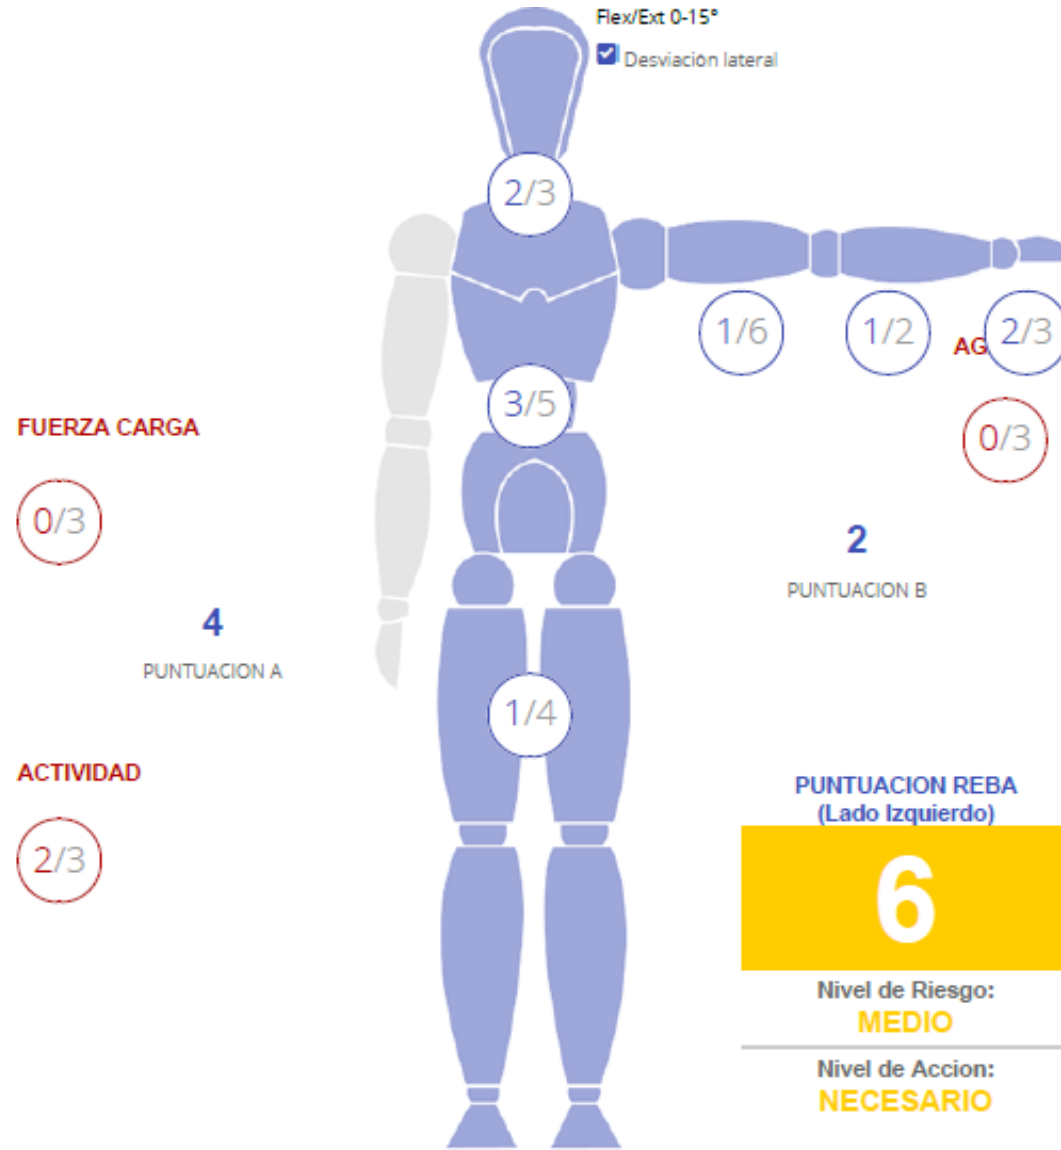 Flex/Ext 0-15°
Desviación lateral
2/3
1/6
1/2
2/3
AG
3/5
0/3
FUERZA CARGA
0/3
2
PUNTUACION B
4
PUNTUACION A
1/4
ACTIVIDAD
2/3
PUNTUACION REBA
(Lado Izquierdo)
6
Nivel de Riesgo:
MEDIO
Nivel de Accion:
NECESARIO